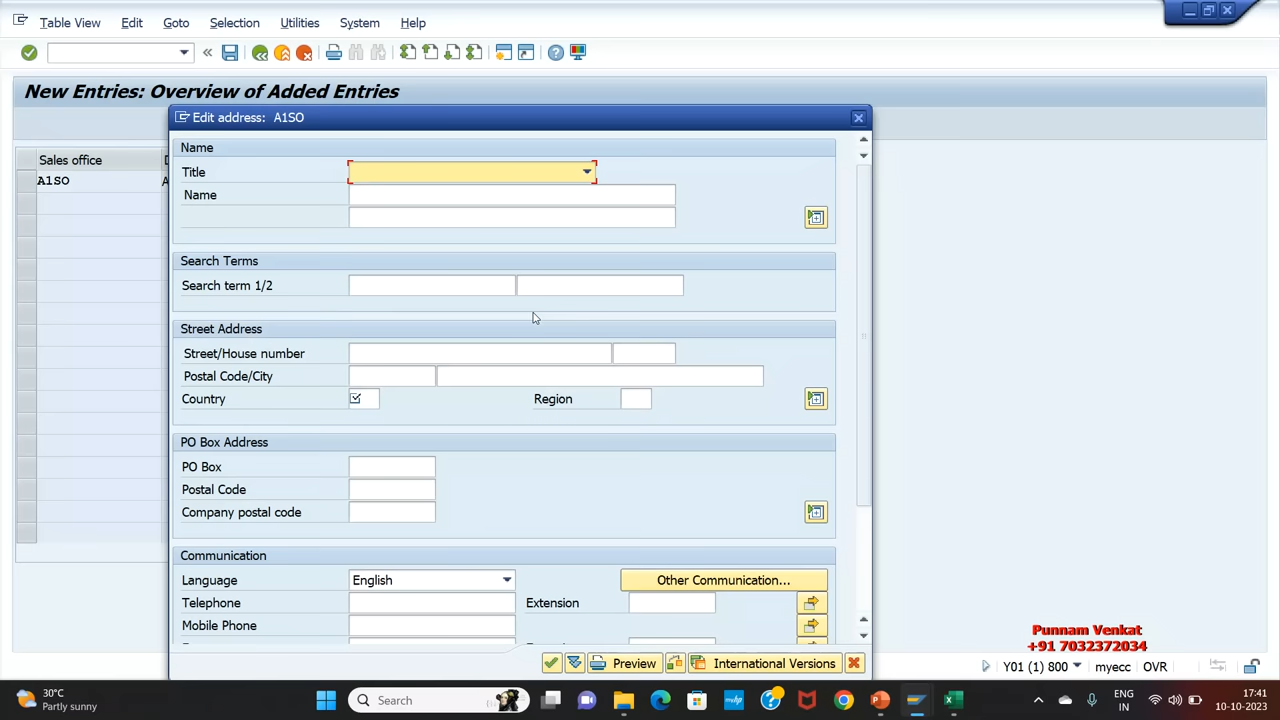 Table View Edit Goto Selection Utilities System Help
New Entries: Overview of Added Entries
Sales office
A1SO
Edit address: A1SO
Name
Title
Name
Search Terms
Search term 1/2
Street Address
Street/House number
Postal Code/City
Country Region
PO Box Address
PO Box
Postal Code
Company postal code
Communication
Language English Other Communication...
Telephone Extension
Mobile Phone
Preview International Versions
Punnam Venkat
+91 7032372034
Y01 (1) 800 myecc OVR
30°C
Partly sunny
Search
ENG
IN
17:41
10-10-2023